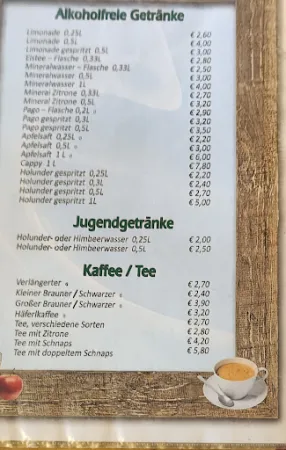 Alkoholfreie Getränke
Limonade 0,25L € 2,60
Limonade 0,5L € 4,00
Limonade gespritzt 0,5L € 3,00
Eistee – Flasche 0,33L € 2,80
Mineralwasser – Flasche 0,33L € 2,50
Mineralwasser 0,5L € 3,00
Mineralwasser 1L € 4,00
Mineral Zitrone 0,33L € 2,70
Mineral Zitrone 0,5L € 3,20
Pago – Flasche 0,2L € 2,90
Pago gespritzt 0,3L € 3,20
Pago gespritzt 0,5L € 3,50
Apfelsaft 0,25L € 2,20
Apfelsaft 0,5L € 3,00
Apfelsaft 1 L € 6,00
Cappy 1 L € 7,80
Holunder gespritzt 0,25L € 2,20
Holunder gespritzt 0,3L € 2,40
Holunder gespritzt 0,5L € 2,70
Holunder gespritzt 1L € 5,00
Jugendgetränke
Holunder- oder Himbeerwasser 0,25L € 2,00
Holunder- oder Himbeerwasser 0,5L € 2,50
Kaffee / Tee
Verlängerter € 2,70
Kleiner Brauner / Schwarzer € 2,40
Großer Brauner / Schwarzer € 3,90
Häferlkaffee € 3,20
Tee, verschiedene Sorten € 2,70
Tee mit Zitrone € 2,80
Tee mit Schnaps € 4,20
Tee mit doppeltem Schnaps € 5,80